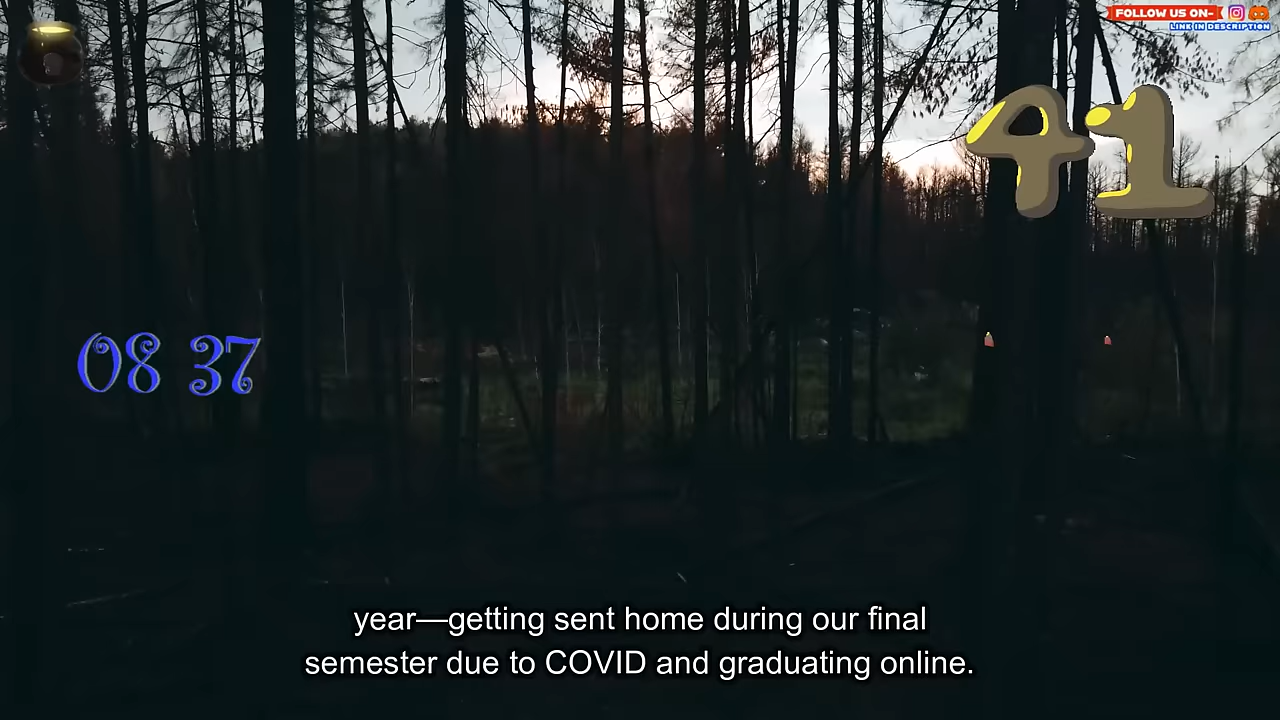 FOLLOW US ON-
LINK IN DESCRIPTION
41
08 37
year—getting sent home during our final
semester due to COVID and graduating online.